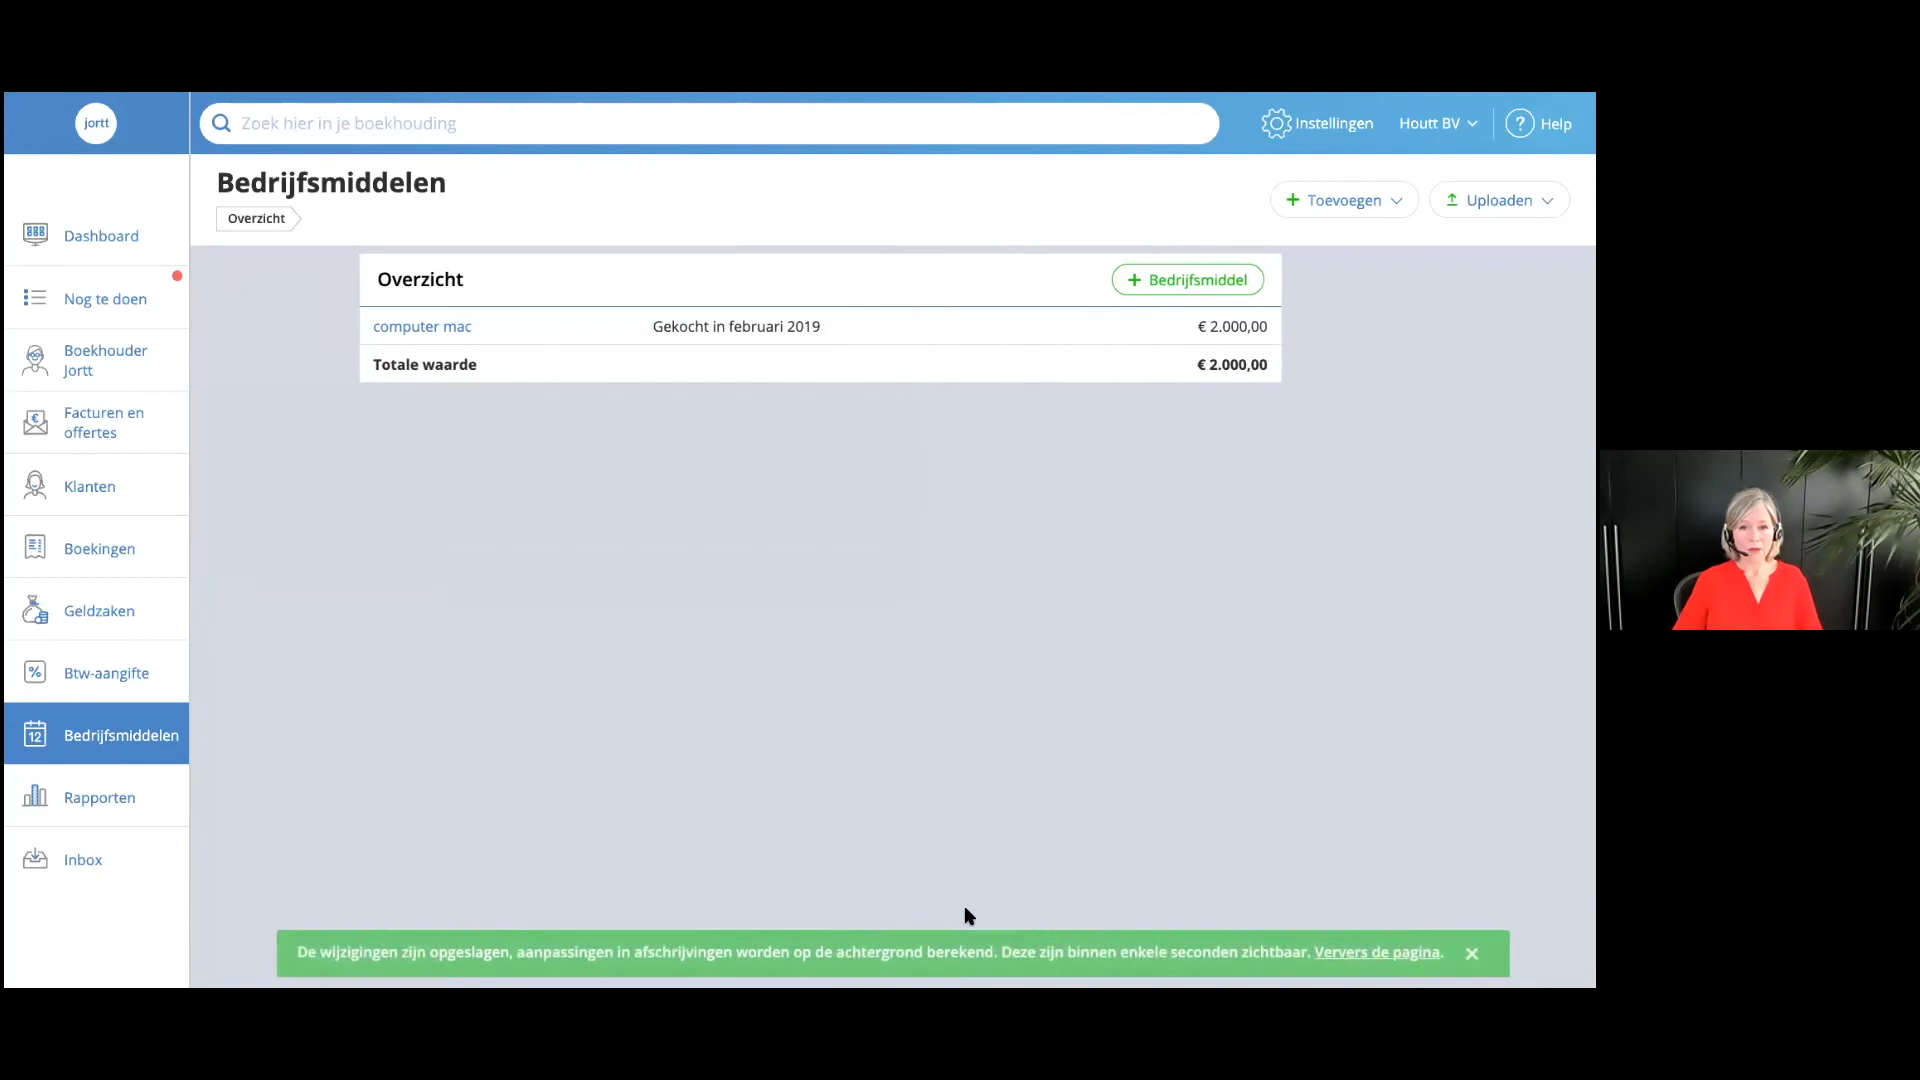 jortt
Zoek hier in je boekhouding
Instellingen
Houtt BV
? Help
Bedrijfsmiddelen
Overzicht
+ Toevoegen
Uploaden
Dashboard
Nog te doen
Boekhouder
Jortt
Facturen en
offertes
Klanten
Boekingen
Geldzaken
% Btw-aangifte
12 Bedrijfsmiddelen
Rapporten
Inbox
Overzicht
+ Bedrijfsmiddel
computer mac Gekocht in februari 2019 € 2.000,00
Totale waarde € 2.000,00
De wijzigingen zijn opgeslagen, aanpassingen in afschrijvingen worden op de achtergrond berekend. Deze zijn binnen enkele seconden zichtbaar. Ververs de pagina. ×